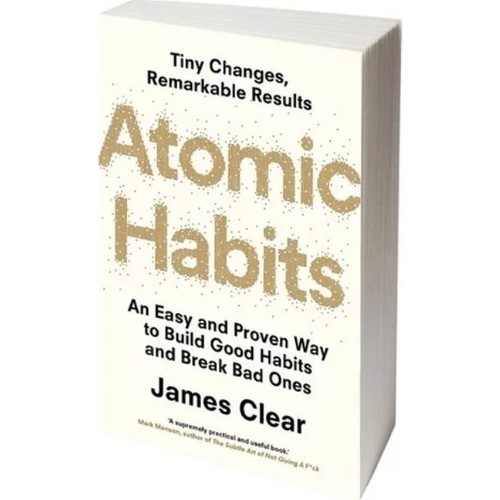 Tiny Changes,
Remarkable Results
Atomic
Habits
An Easy and Proven Way
to Build Good Habits
and Break Bad Ones
James Clear
'A supremely practical and useful book.'
Mark Manson, author of The Subtle Art of Not Giving A F*ck